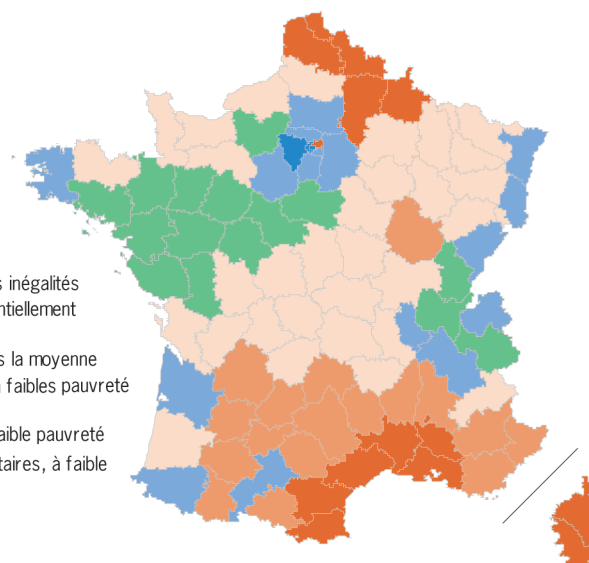 s inégalités
ntiellement
s la moyenne
faibles pauvreté
aible pauvreté
taires, à faible